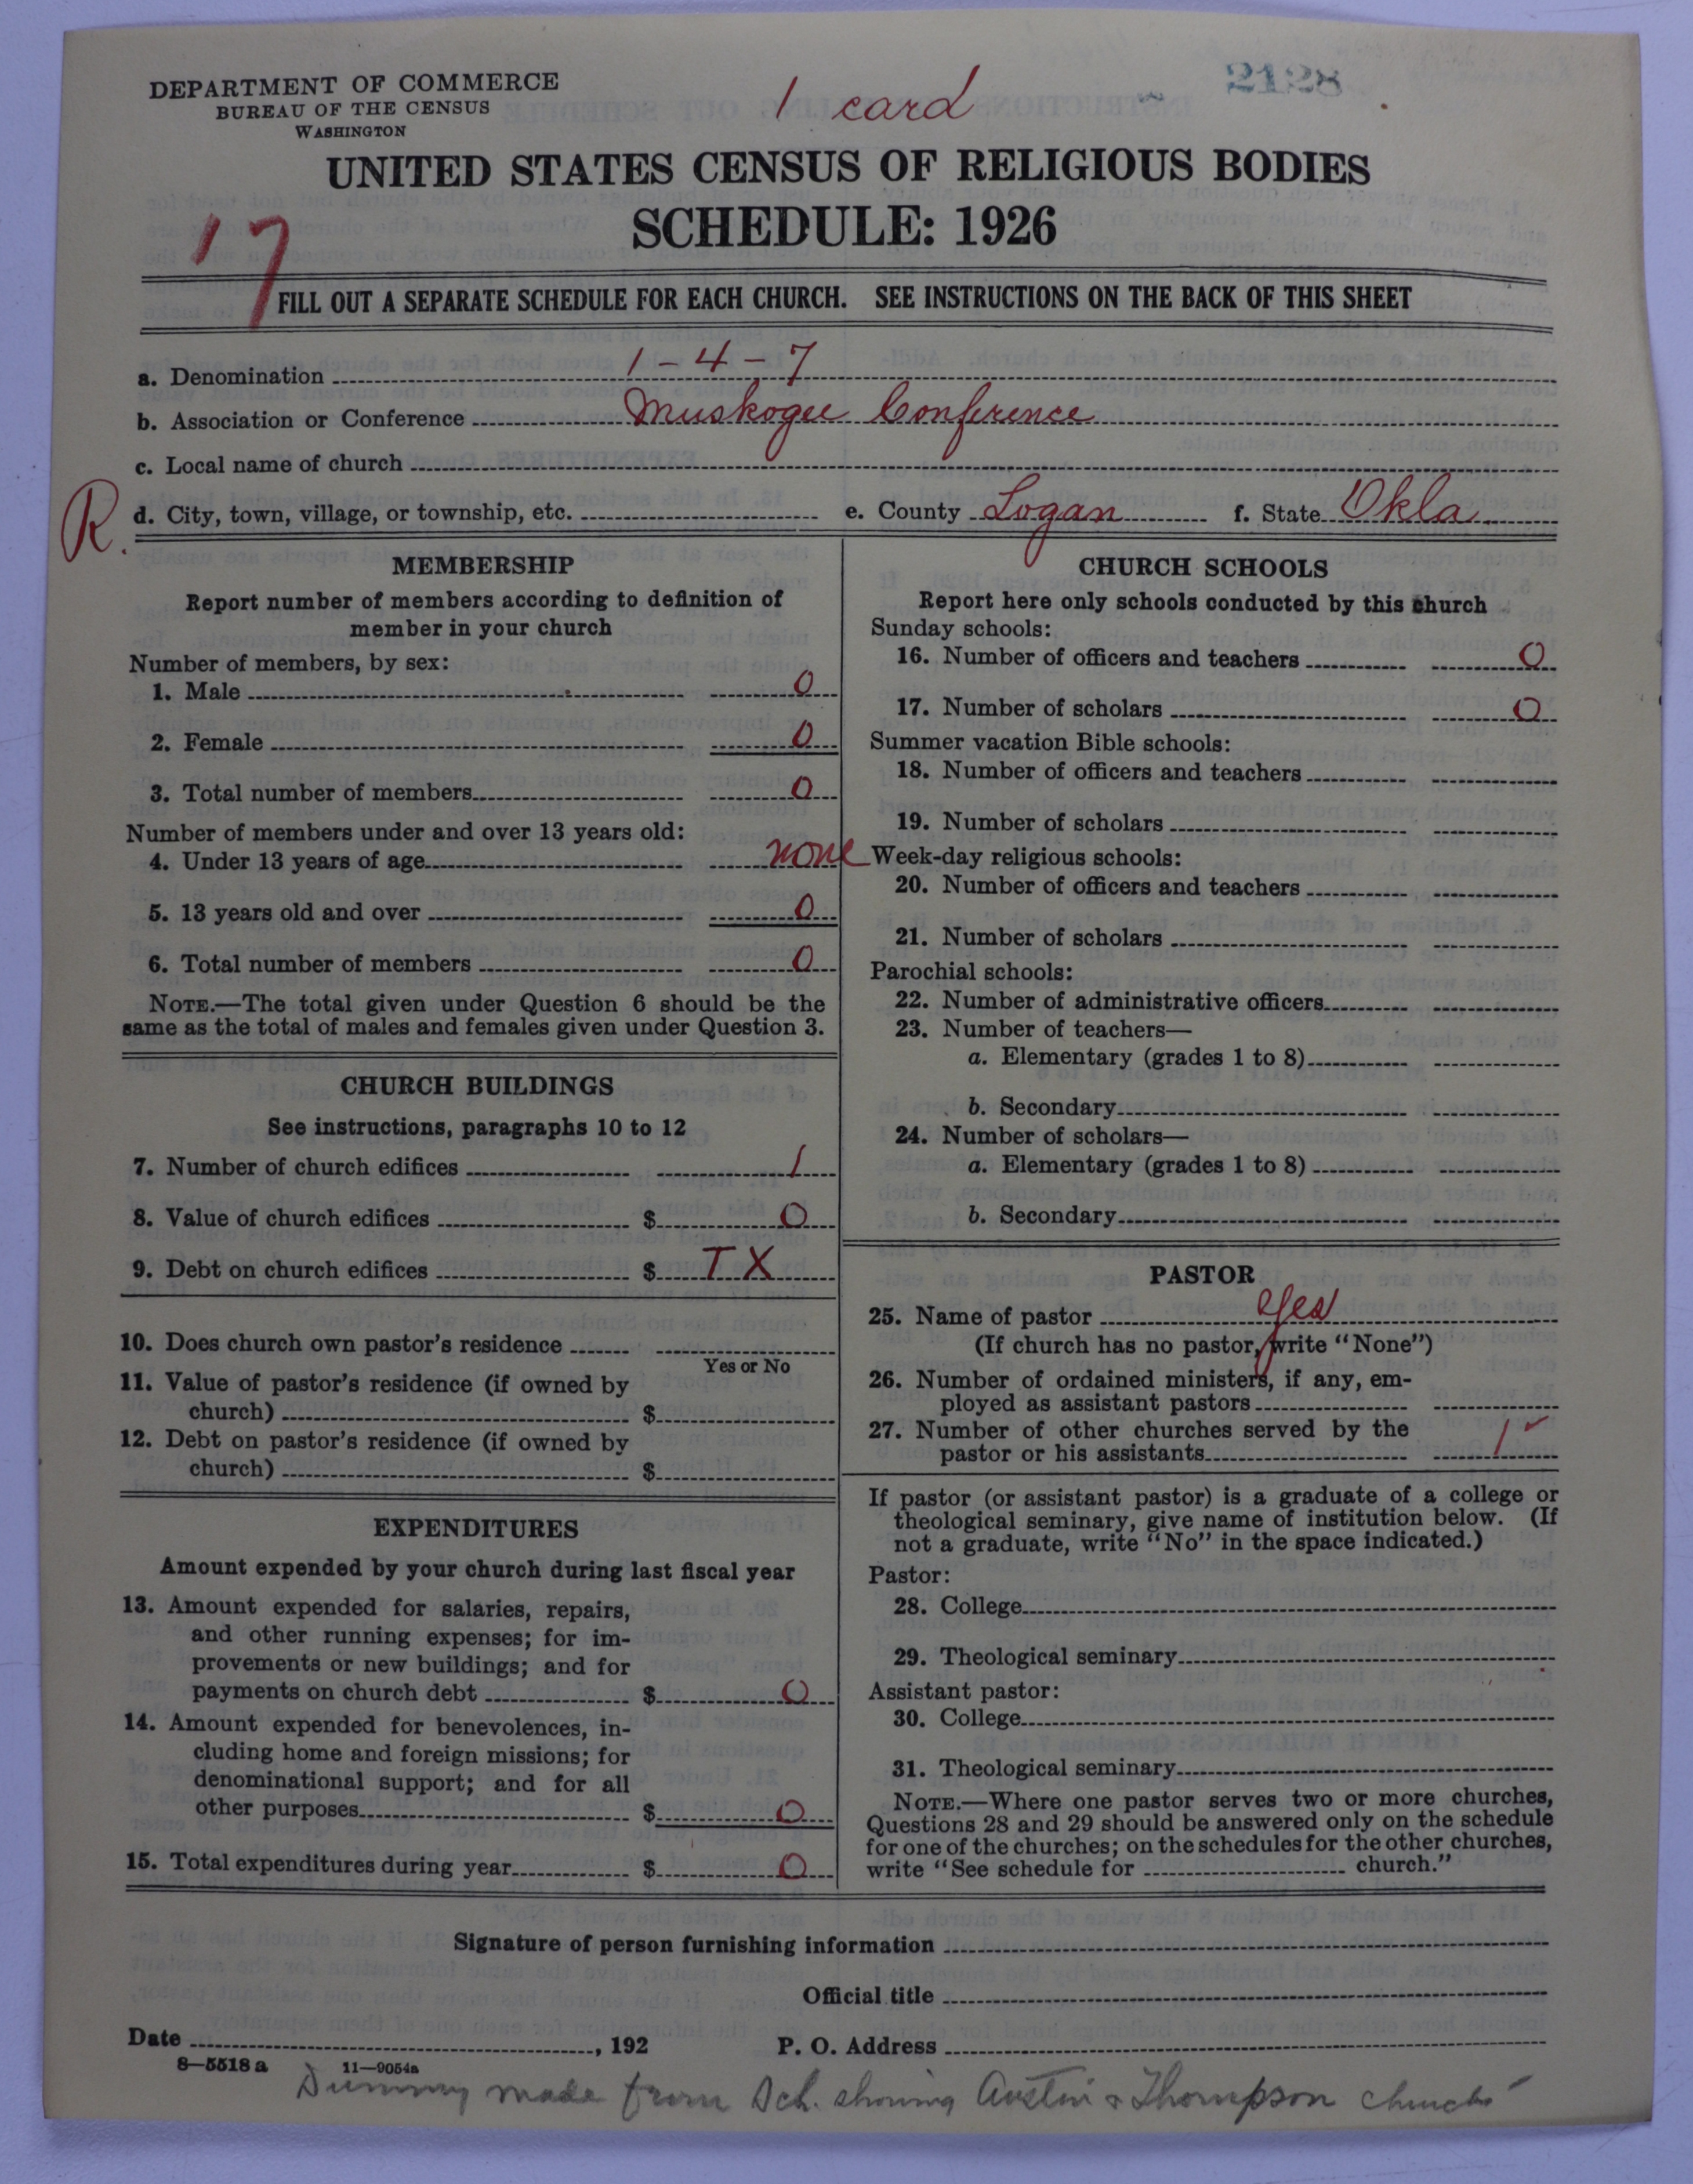 DEPARTMENT OF COMMERCE
BUREAU OF THE CENSUS
WASHINGTON
1 card
2128
UNITED STATES CENSUS OF RELIGIOUS BODIES
SCHEDULE: 1926
17
FILL OUT A SEPARATE SCHEDULE FOR EACH CHURCH. SEE INSTRUCTIONS ON THE BACK OF THIS SHEET
a. Denomination 1-4-7
b. Association or Conference Muskogee Conference
c. Local name of church
R.
d. City, town, village, or township, etc. e. County Logan f. State Okla
MEMBERSHIP
Report number of members according to definition of
member in your church
Number of members, by sex:
1. Male 0
2. Female 0
3. Total number of members 0
Number of members under and over 13 years old:
4. Under 13 years of age none
5. 13 years old and over 0
6. Total number of members 0
NOTE.—The total given under Question 6 should be the
same as the total of males and females given under Question 3.
CHURCH BUILDINGS
See instructions, paragraphs 10 to 12
7. Number of church edifices 1
8. Value of church edifices $ 0
9. Debt on church edifices $ TX
10. Does church own pastor's residence
Yes or No
11. Value of pastor's residence (if owned by
church) $
12. Debt on pastor's residence (if owned by
church) $
EXPENDITURES
Amount expended by your church during last fiscal year
13. Amount expended for salaries, repairs,
and other running expenses; for im-
provements or new buildings; and for
payments on church debt $ 0
14. Amount expended for benevolences, in-
cluding home and foreign missions; for
denominational support; and for all
other purposes $ 0
15. Total expenditures during year $ 0
CHURCH SCHOOLS
Report here only schools conducted by this church
Sunday schools:
16. Number of officers and teachers 0
17. Number of scholars 0
Summer vacation Bible schools:
18. Number of officers and teachers
19. Number of scholars
Week-day religious schools:
20. Number of officers and teachers
21. Number of scholars
Parochial schools:
22. Number of administrative officers
23. Number of teachers—
a. Elementary (grades 1 to 8)
b. Secondary
24. Number of scholars—
a. Elementary (grades 1 to 8)
b. Secondary
PASTOR
25. Name of pastor Yes
(If church has no pastor, write "None")
26. Number of ordained ministers, if any, em-
ployed as assistant pastors
27. Number of other churches served by the
pastor or his assistants 1
If pastor (or assistant pastor) is a graduate of a college or
theological seminary, give name of institution below. (If
not a graduate, write "No" in the space indicated.)
Pastor:
28. College
29. Theological seminary
Assistant pastor:
30. College
31. Theological seminary
NOTE.—Where one pastor serves two or more churches,
Questions 28 and 29 should be answered only on the schedule
for one of the churches; on the schedules for the other churches,
write "See schedule for church."
Signature of person furnishing information
Official title
Date , 192 P. O. Address
8—5518 a 11—9054a
Dummy made from Sch. showing Austin & Thompson church